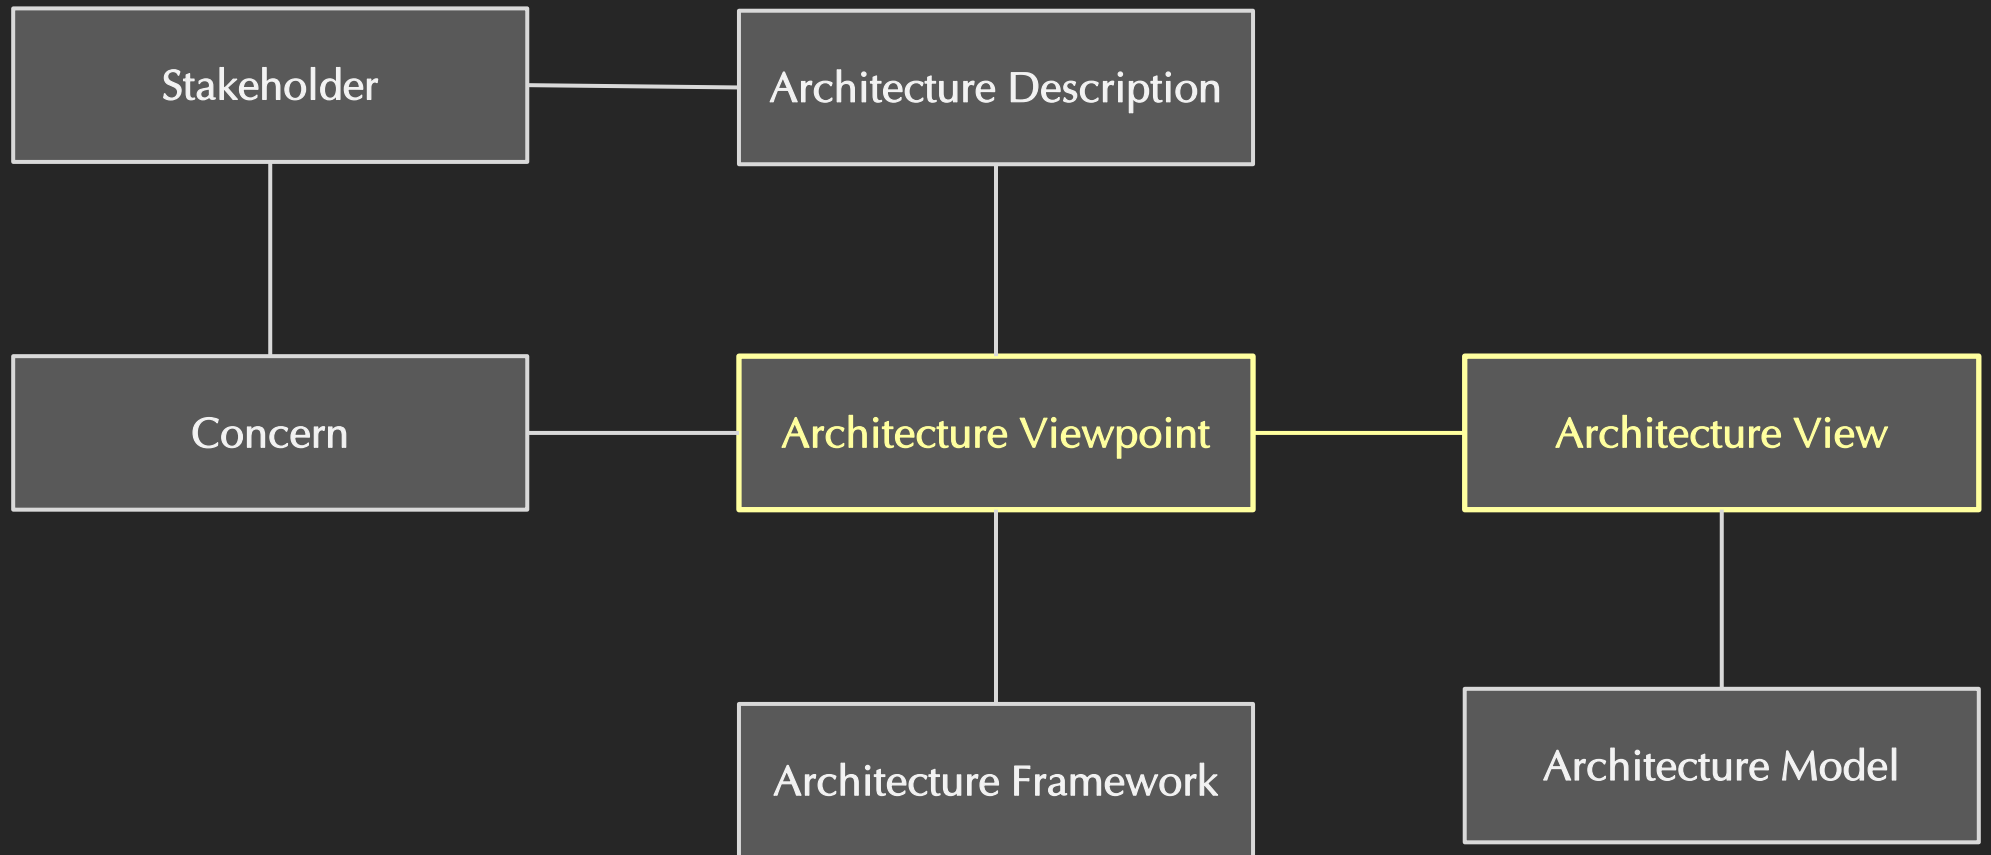 Stakeholder
Architecture Description
Concern
Architecture Viewpoint
Architecture View
Architecture Framework
Architecture Model